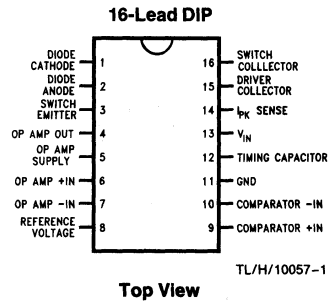 16-Lead DIP
DIODE
CATHODE
1
DIODE
ANODE
2
SWITCH
EMITTER
3
OP AMP OUT
4
OP AMP
SUPPLY
5
OP AMP +IN
6
OP AMP -IN
7
REFERENCE
VOLTAGE
8
16
SWITCH
COLLLECTOR
15
DRIVER
COLLECTOR
14
IPK SENSE
13
VIN
12
TIMING CAPACITOR
11
GND
10
COMPARATOR -IN
9
COMPARATOR +IN
TL/H/10057-1
Top View